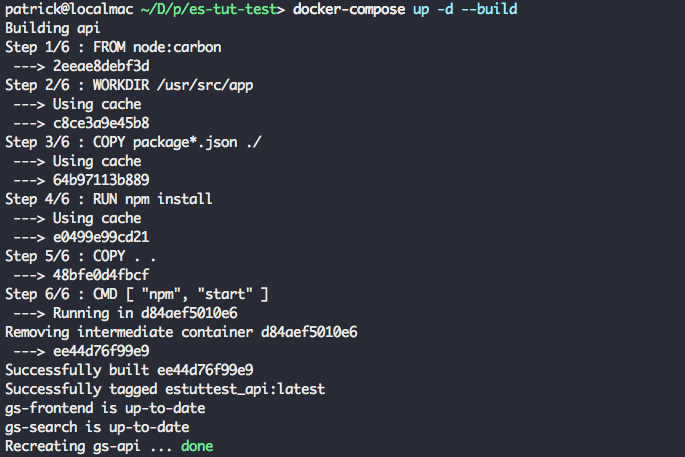 patrick@localmac ~/D/p/es-tut-test> docker-compose up -d --build
Building api
Step 1/6 : FROM node:carbon
 ---> 2eeae8debf3d
Step 2/6 : WORKDIR /usr/src/app
 ---> Using cache
 ---> c8ce3a9e45b8
Step 3/6 : COPY package*.json ./
 ---> Using cache
 ---> 64b97113b889
Step 4/6 : RUN npm install
 ---> Using cache
 ---> e0499e99cd21
Step 5/6 : COPY . .
 ---> 48bfe0d4fbcf
Step 6/6 : CMD [ "npm", "start" ]
 ---> Running in d84aef5010e6
Removing intermediate container d84aef5010e6
 ---> ee44d76f99e9
Successfully built ee44d76f99e9
Successfully tagged estuttest_api:latest
gs-frontend is up-to-date
gs-search is up-to-date
Recreating gs-api ... done